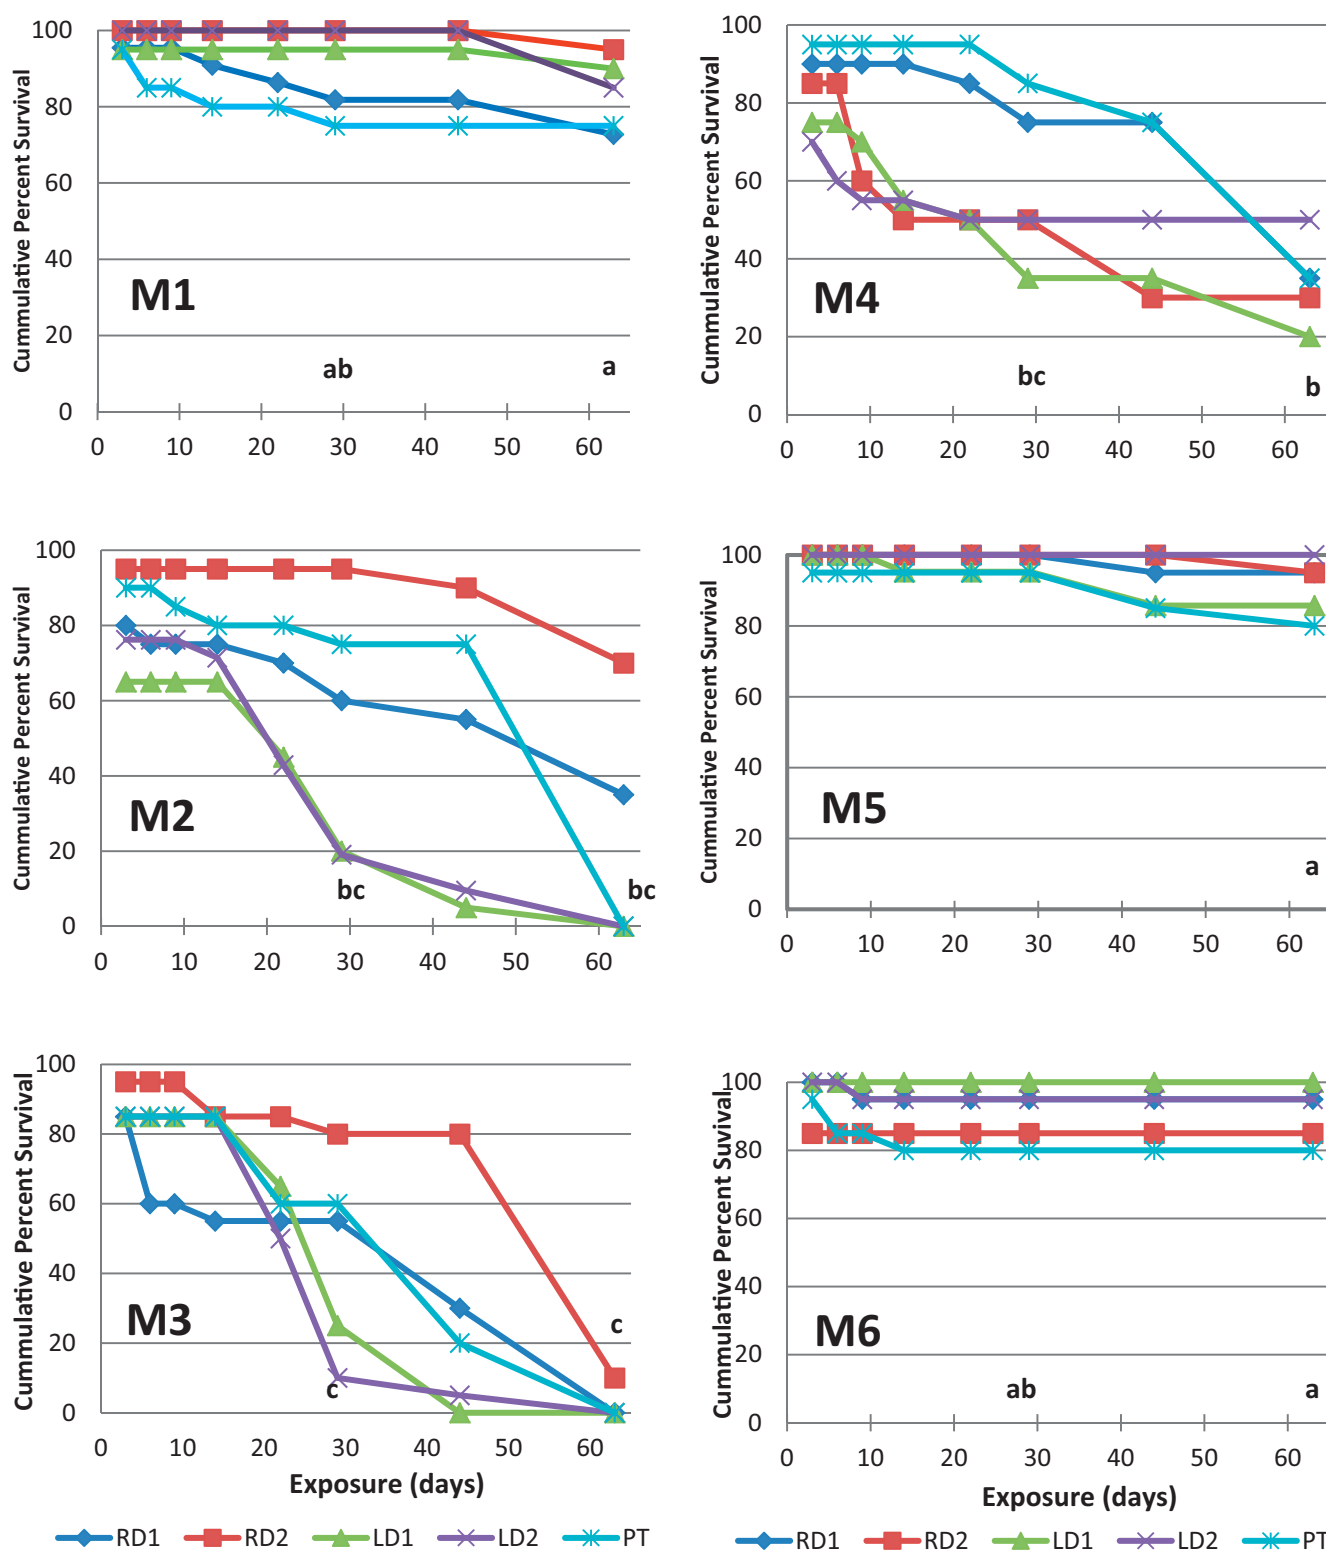 Cummulative Percent Survival
100
80
60
40
20
0
M1
ab
a
0 10 20 30 40 50 60
Cummulative Percent Survival
100
80
60
40
20
0
M4
bc
b
0 10 20 30 40 50 60
Cummulative Percent Survival
100
80
60
40
20
0
M2
bc
bc
0 10 20 30 40 50 60
Cummulative Percent Survival
100
80
60
40
20
0
M5
a
0 10 20 30 40 50 60
Cummulative Percent Survival
100
80
60
40
20
0
M3
c
c
0 10 20 30 40 50 60
Exposure (days)
RD1 RD2 LD1 LD2 PT
Cummulative Percent Suvival
100
80
60
40
20
0
M6
ab
a
0 10 20 30 40 50 60
Exposure (days)
RD1 RD2 LD1 LD2 PT